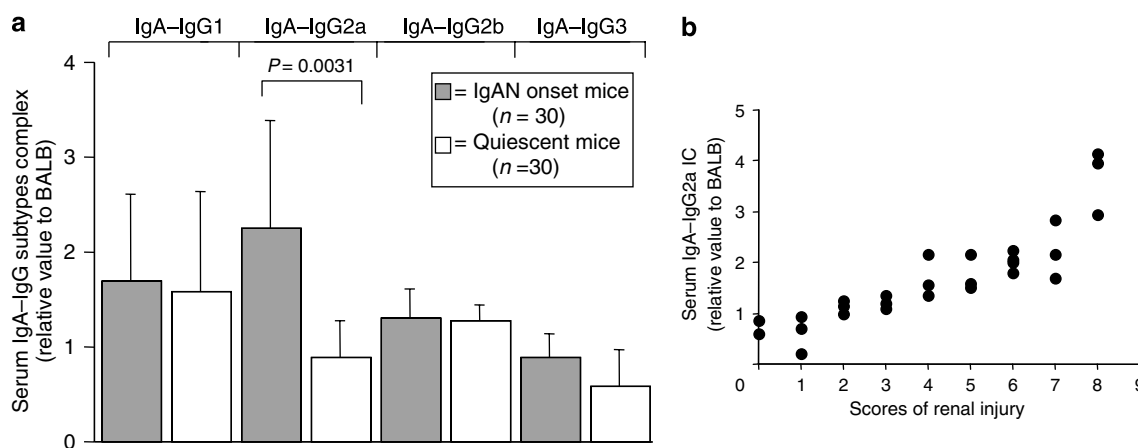 a
IgA–IgG1 IgA–IgG2a IgA–IgG2b IgA–IgG3
P = 0.0031
= IgAN onset mice
(n = 30)
= Quiescent mice
(n =30)
Serum IgA–IgG subtypes complex
(relative value to BALB)
4
3
2
1
0
b
Serum IgA–IgG2a IC
(relative value to BALB)
5
4
3
2
1
0 1 2 3 4 5 6 7 8 9
Scores of renal injury